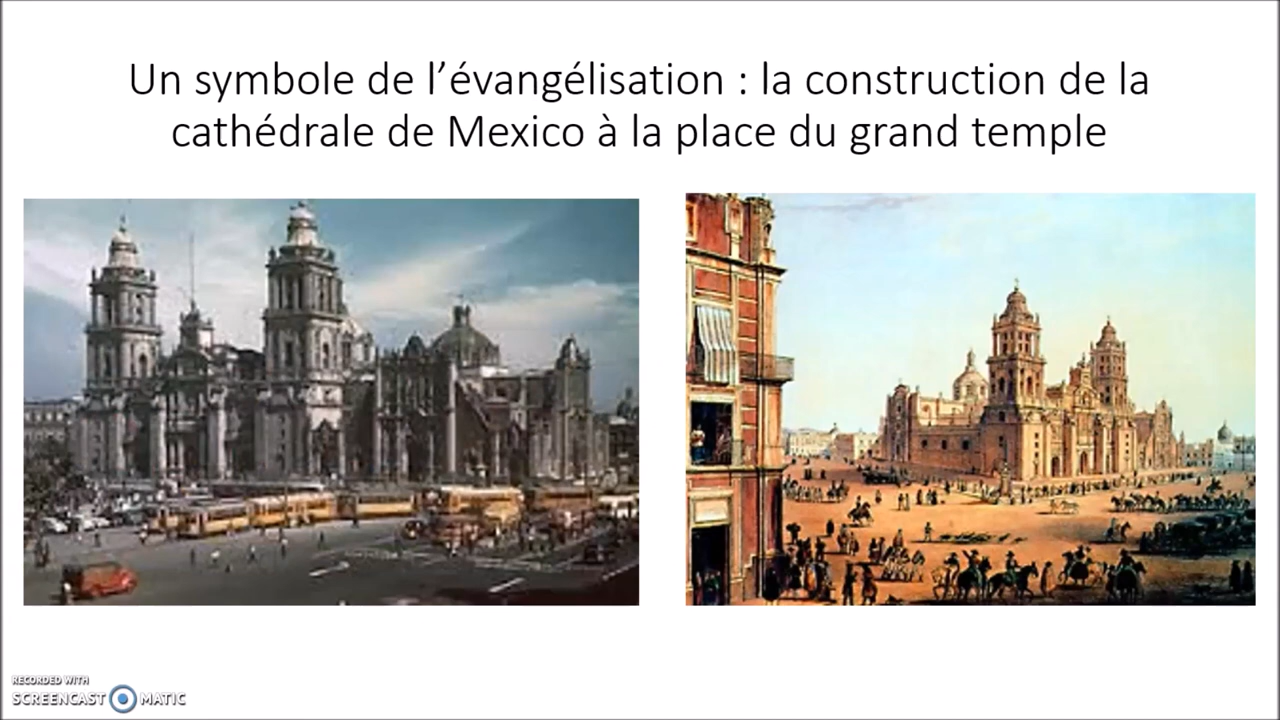 Un symbole de l’évangélisation : la construction de la
cathédrale de Mexico à la place du grand temple
RECORDED WITH
SCREENCAST MATIC